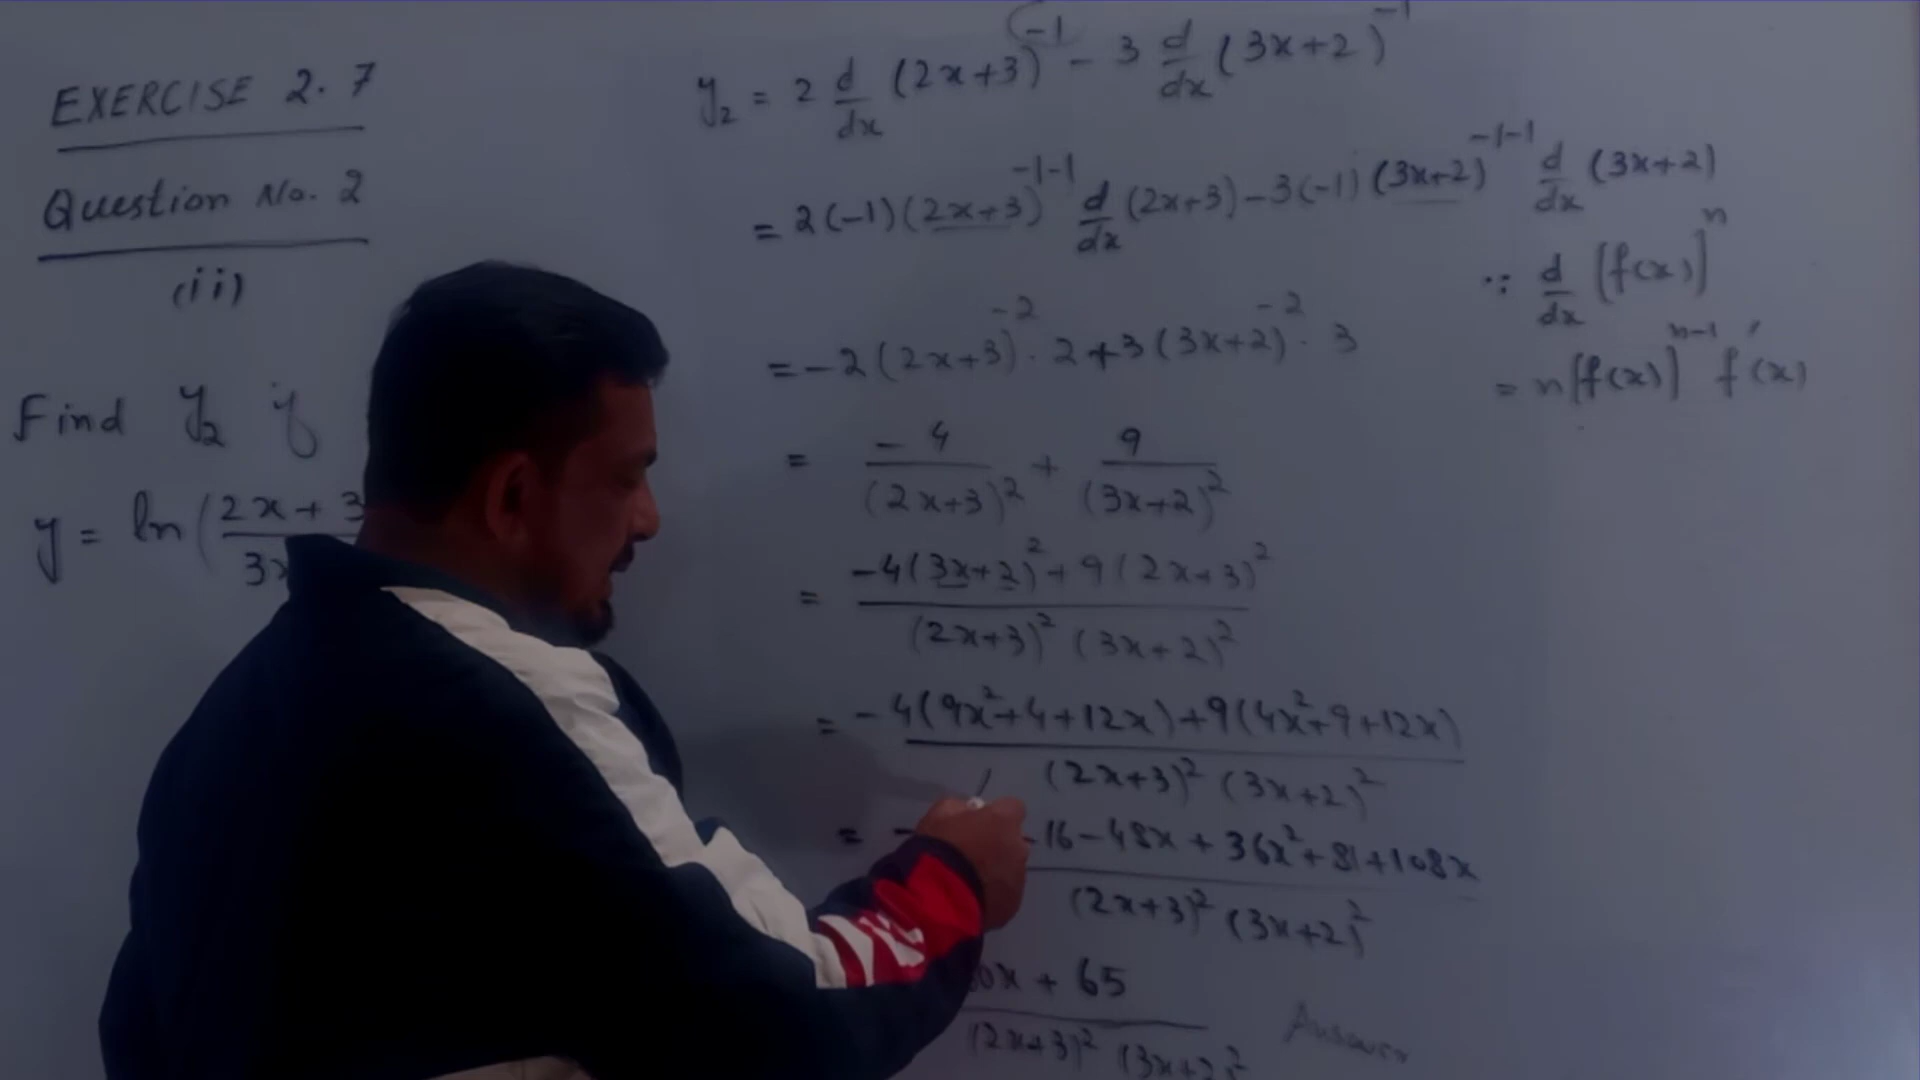 EXERCISE 2.7
Question No. 2
(ii)
Find y₂ if
y = ln (2x+3 / 3x
y₂ = 2 d/dx (2x+3)⁻¹ - 3 d/dx (3x+2)⁻¹
= 2(-1)(2x+3)⁻¹⁻¹ d/dx (2x+3) - 3(-1)(3x+2)⁻¹⁻¹ d/dx (3x+2)
∵ d/dx [f(x)]ⁿ
= n[f(x)]ⁿ⁻¹ f'(x)
= -2(2x+3)⁻² · 2 + 3(3x+2)⁻² · 3
= -4/(2x+3)² + 9/(3x+2)²
= -4(3x+2)² + 9(2x+3)² / (2x+3)² (3x+2)²
= -4(9x²+4+12x)+9(4x²+9+12x) / (2x+3)² (3x+2)²
= - -16-48x+36x²+81+108x / (2x+3)² (3x+2)²
0x + 65 / (2x+3)² (3x+2)² Answer